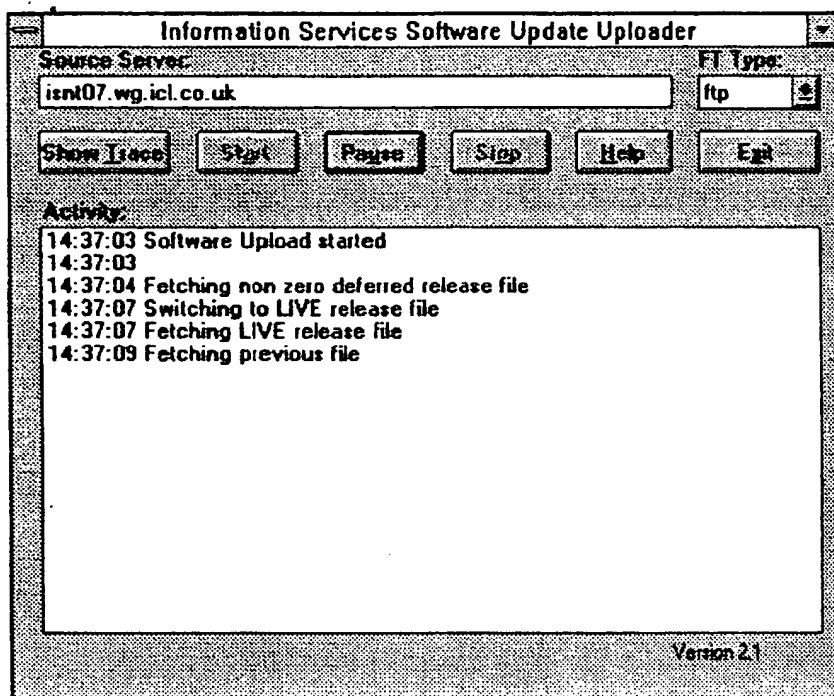 Information Services Software Update Uploader
Source Server:
FT Type:
isnt07.wg.icl.co.uk
ftp
Show Trace
Start
Pause
Stop
Help
Exit
Activity:
14:37:03 Software Upload started
14:37:03
14:37:04 Fetching non zero deferred release file
14:37:07 Switching to LIVE release file
14:37:07 Fetching LIVE release file
14:37:09 Fetching previous file
Version 2.1